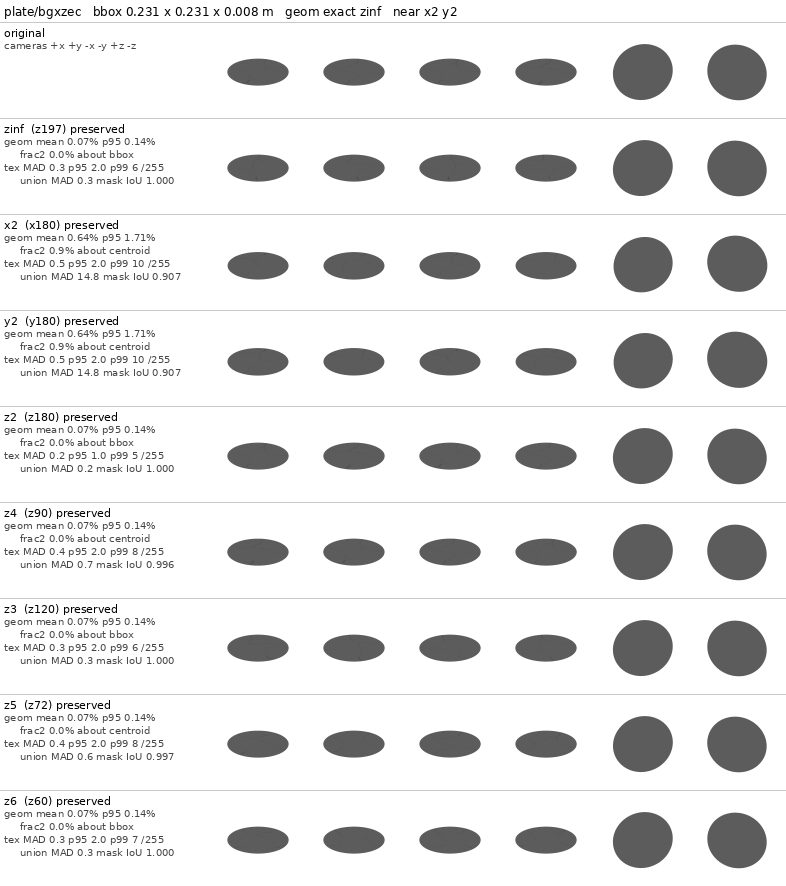 plate/bgxzec bbox 0.231 x 0.231 x 0.008 m geom exact zinf near x2 y2
original
cameras +x +y -x -y +z -z
zinf (z197) preserved
geom mean 0.07% p95 0.14%
frac2 0.0% about bbox
tex MAD 0.3 p95 2.0 p99 6 /255
union MAD 0.3 mask IoU 1.000
x2 (x180) preserved
geom mean 0.64% p95 1.71%
frac2 0.9% about centroid
tex MAD 0.5 p95 2.0 p99 10 /255
union MAD 14.8 mask IoU 0.907
y2 (y180) preserved
geom mean 0.64% p95 1.71%
frac2 0.9% about centroid
tex MAD 0.5 p95 2.0 p99 10 /255
union MAD 14.8 mask IoU 0.907
z2 (z180) preserved
geom mean 0.07% p95 0.14%
frac2 0.0% about bbox
tex MAD 0.2 p95 1.0 p99 5 /255
union MAD 0.2 mask IoU 1.000
z4 (z90) preserved
geom mean 0.07% p95 0.14%
frac2 0.0% about centroid
tex MAD 0.4 p95 2.0 p99 8 /255
union MAD 0.7 mask IoU 0.996
z3 (z120) preserved
geom mean 0.07% p95 0.14%
frac2 0.0% about bbox
tex MAD 0.3 p95 2.0 p99 6 /255
union MAD 0.3 mask IoU 1.000
z5 (z72) preserved
geom mean 0.07% p95 0.14%
frac2 0.0% about centroid
tex MAD 0.4 p95 2.0 p99 8 /255
union MAD 0.6 mask IoU 0.997
z6 (z60) preserved
geom mean 0.07% p95 0.14%
frac2 0.0% about bbox
tex MAD 0.3 p95 2.0 p99 7 /255
union MAD 0.3 mask IoU 1.000